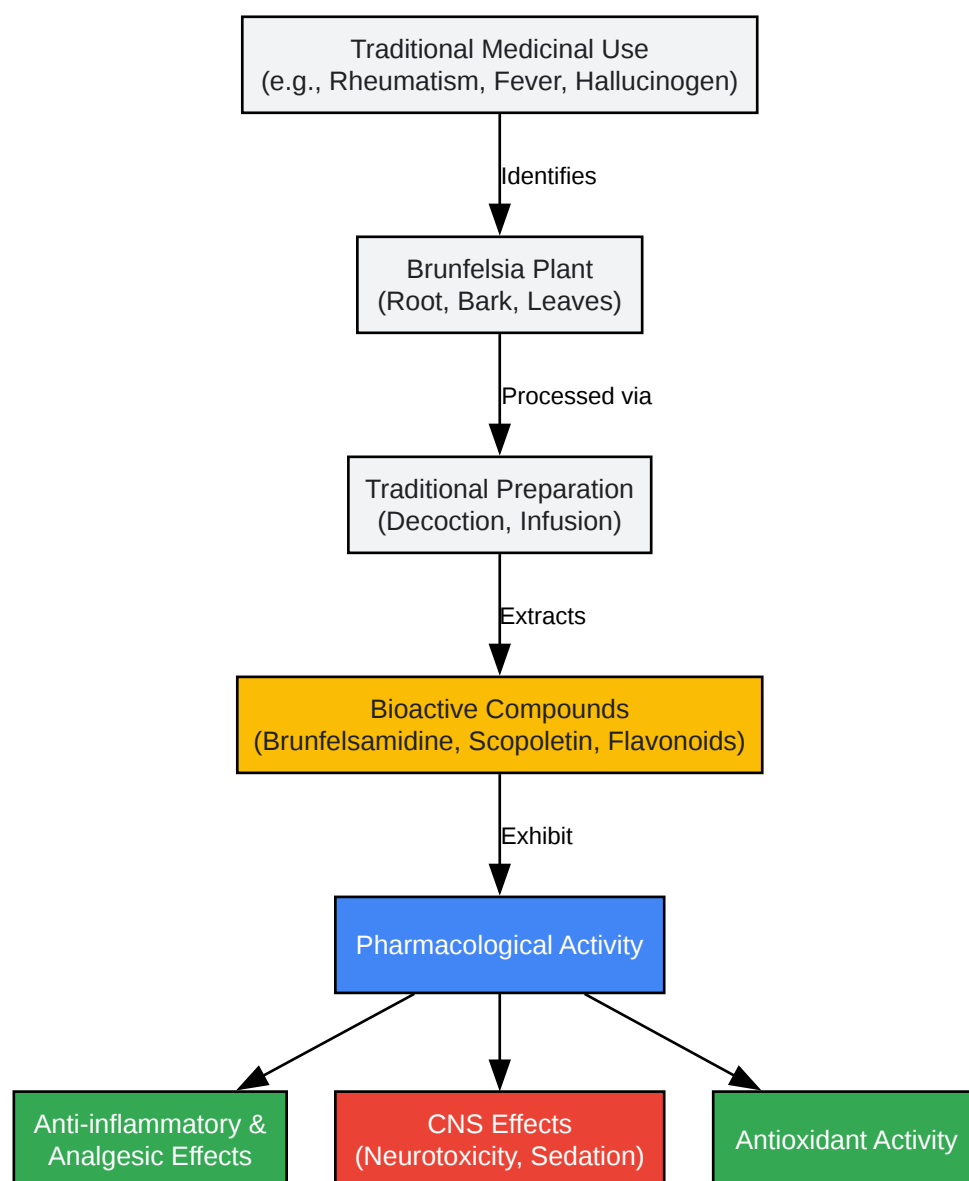 Traditional Medicinal Use
(e.g., Rheumatism, Fever, Hallucinogen)
Identifies
Brunfelsia Plant
(Root, Bark, Leaves)
Processed via
Traditional Preparation
(Decoction, Infusion)
Extracts
Bioactive Compounds
(Brunfelsamidine, Scopoletin, Flavonoids)
Exhibit
Pharmacological Activity
Anti-inflammatory &
Analgesic Effects
CNS Effects
(Neurotoxicity, Sedation)
Antioxidant Activity